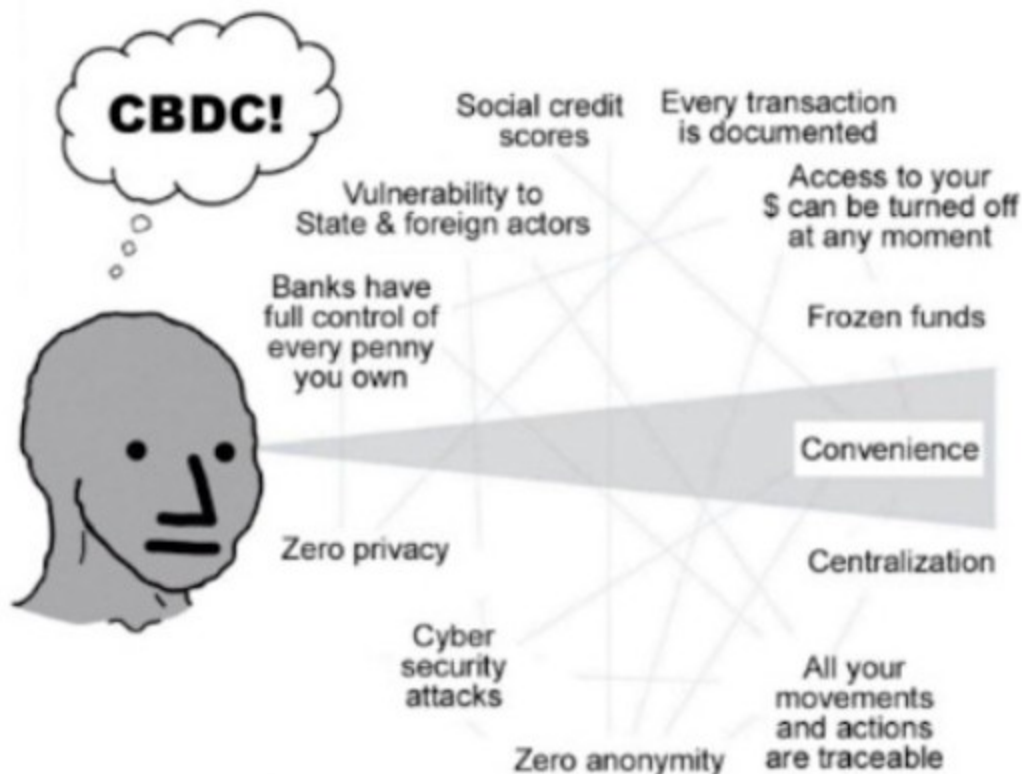 CBDC!
Social credit
scores
Every transaction
is documented
Vulnerability to
State & foreign actors
Access to your
$ can be turned off
at any moment
Banks have
full control of
every penny
you own
Frozen funds
Convenience
Zero privacy
Centralization
Cyber
security
attacks
All your
movements
and actions
are traceable
Zero anonymity